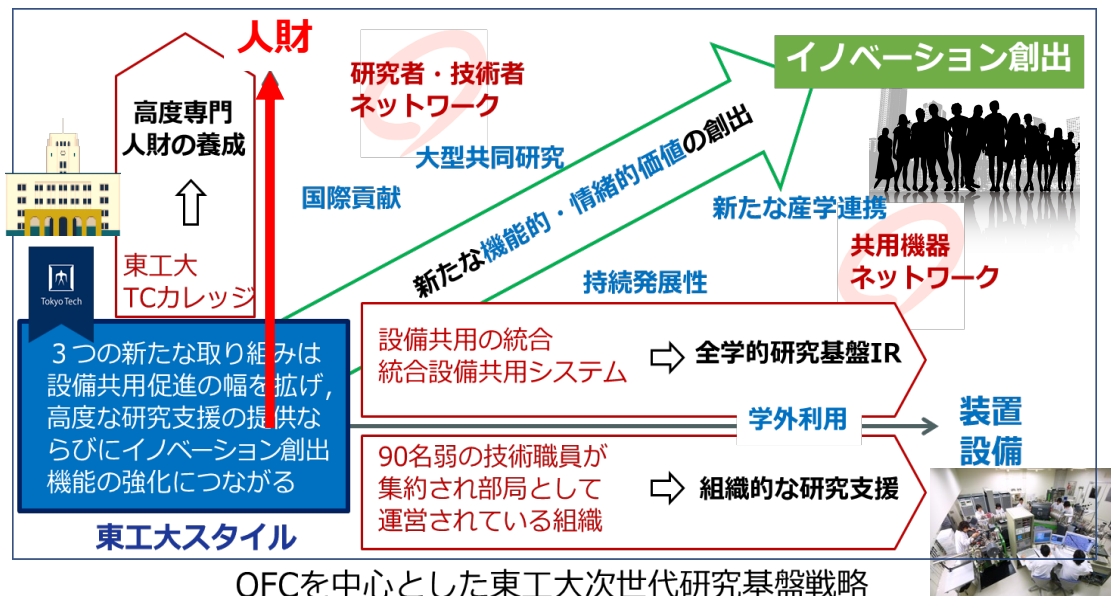 人財
高度専門
人財の養成
東工大
TCカレッジ
Tokyo Tech
研究者・技術者
ネットワーク
大型共同研究
国際貢献
新たな機能的・情緒的価値の創出
イノベーション創出
新たな産学連携
共用機器
ネットワーク
持続発展性
3つの新たな取り組みは
設備共用促進の幅を拡げ,
高度な研究支援の提供な
らびにイノベーション創出
機能の強化につながる
東工大スタイル
設備共用の統合
統合設備共用システム
全学的研究基盤IR
学外利用
装置
設備
90名弱の技術職員が
集約され部局として
運営されている組織
組織的な研究支援
OFCを中心とした東工大次世代研究基盤戦略